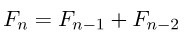 $F_n = F_{n-1} + F_{n-2}$